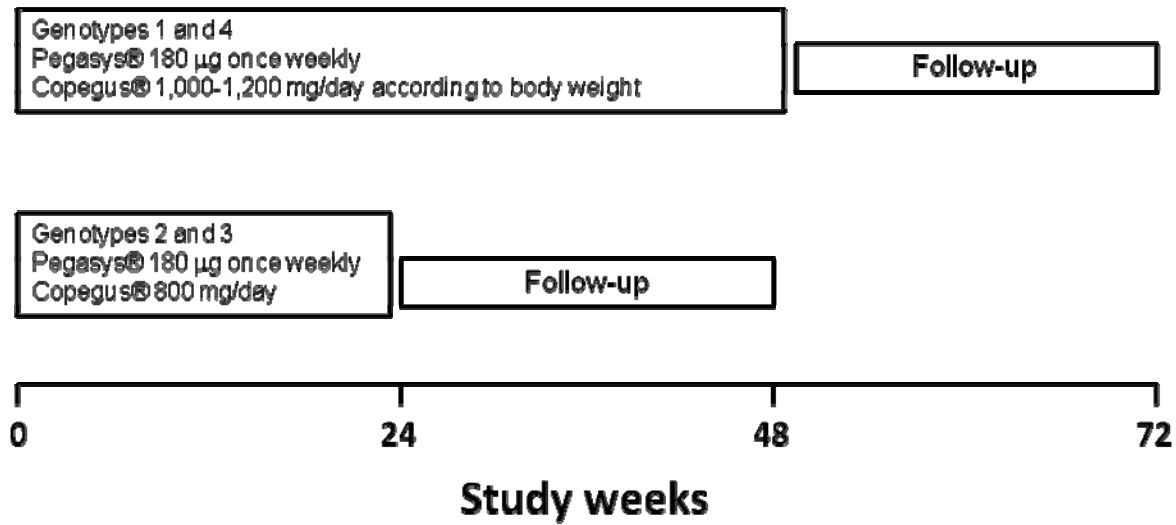 Genotypes 1 and 4
Pegasys® 180 µg once weekly
Copegus® 1,000-1,200 mg/day according to body weight
Follow-up
Genotypes 2 and 3
Pegasys® 180 µg once weekly
Copegus® 800 mg/day
Follow-up
0 24 48 72
Study weeks